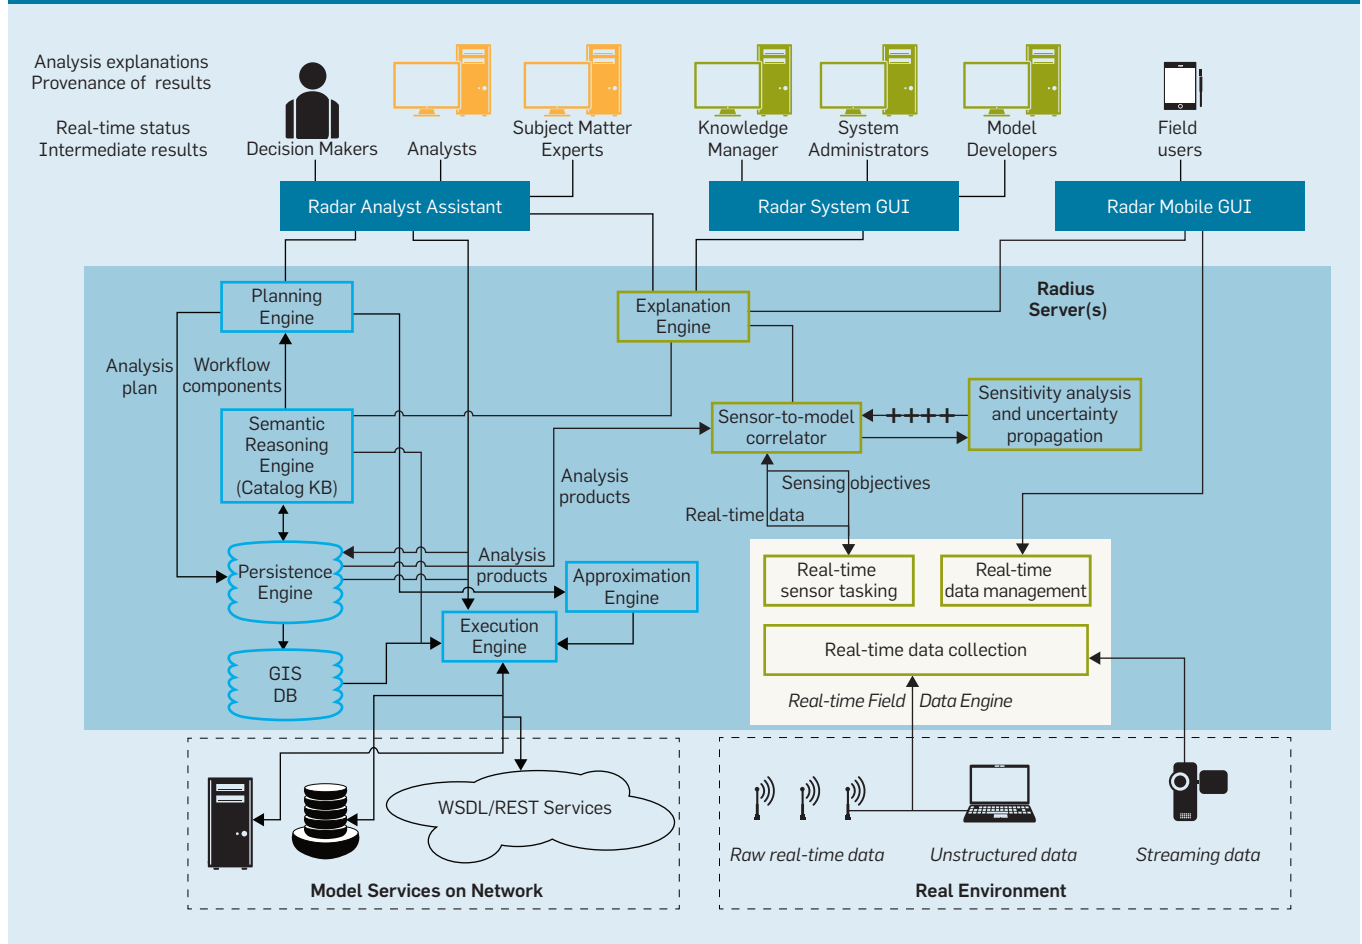 Analysis explanations
Provenance of results
Real-time status
Intermediate results
Decision Makers
Analysts
Subject Matter
Experts
Knowledge
Manager
System
Administrators
Model
Developers
Field
users
Radar Analyst Assistant
Radar System GUI
Radar Mobile GUI
Radius
Server(s)
Planning
Engine
Explanation
Engine
Analysis
plan
Workflow
components
Semantic
Reasoning
Engine
(Catalog KB)
Sensor-to-model
correlator
Sensitivity analysis
and uncertainty
propagation
Analysis
products
Sensing objectives
Real-time data
Persistence
Engine
Analysis
products
Approximation
Engine
Real-time
sensor tasking
Real-time
data management
Execution
Engine
Real-time data collection
GIS
DB
Real-time Field Data Engine
WSDL/REST Services
Model Services on Network
Raw real-time data
Unstructured data
Streaming data
Real Environment